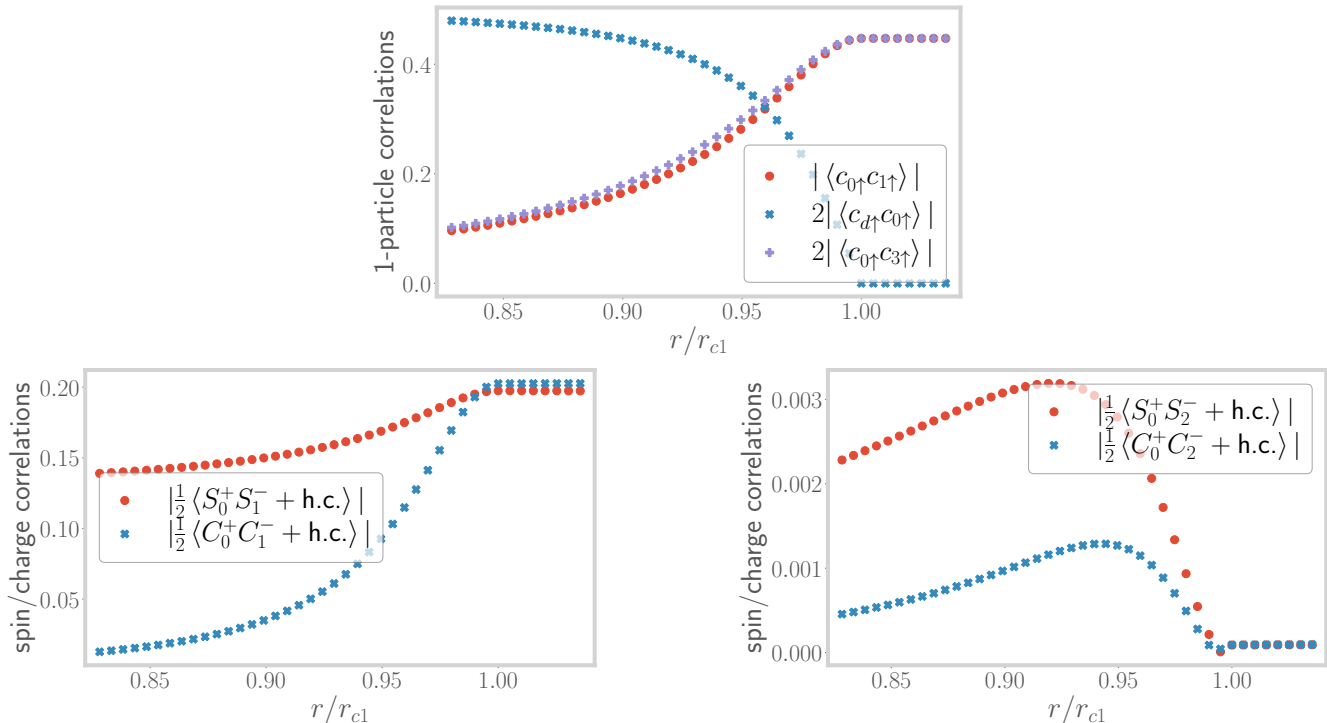 1-particle correlations
0.4
0.2
0.0
| ⟨c_{0↑}c_{1↑}⟩ |
2| ⟨c_{d↑}c_{0↑}⟩ |
2| ⟨c_{0↑}c_{3↑}⟩ |
0.85 0.90 0.95 1.00
r/r_{c1}
spin/charge correlations
0.20
0.15
0.10
0.05
|½ ⟨S_0^+ S_1^- + h.c.⟩ |
|½ ⟨C_0^+ C_1^- + h.c.⟩ |
0.85 0.90 0.95 1.00
r/r_{c1}
spin/charge correlations
0.003
0.002
0.001
0.000
|½ ⟨S_0^+ S_2^- + h.c.⟩ |
|½ ⟨C_0^+ C_2^- + h.c.⟩ |
0.85 0.90 0.95 1.00
r/r_{c1}